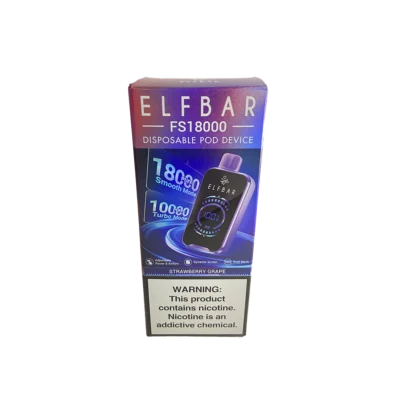 ELFBAR
FS18000
DISPOSABLE POD DEVICE
18000
Smooth Mode
10000
Turbo Mode
ELFBAR
STRAWBERRY GRAPE
WARNING:
This product
contains nicotine.
Nicotine is an
addictive chemical.